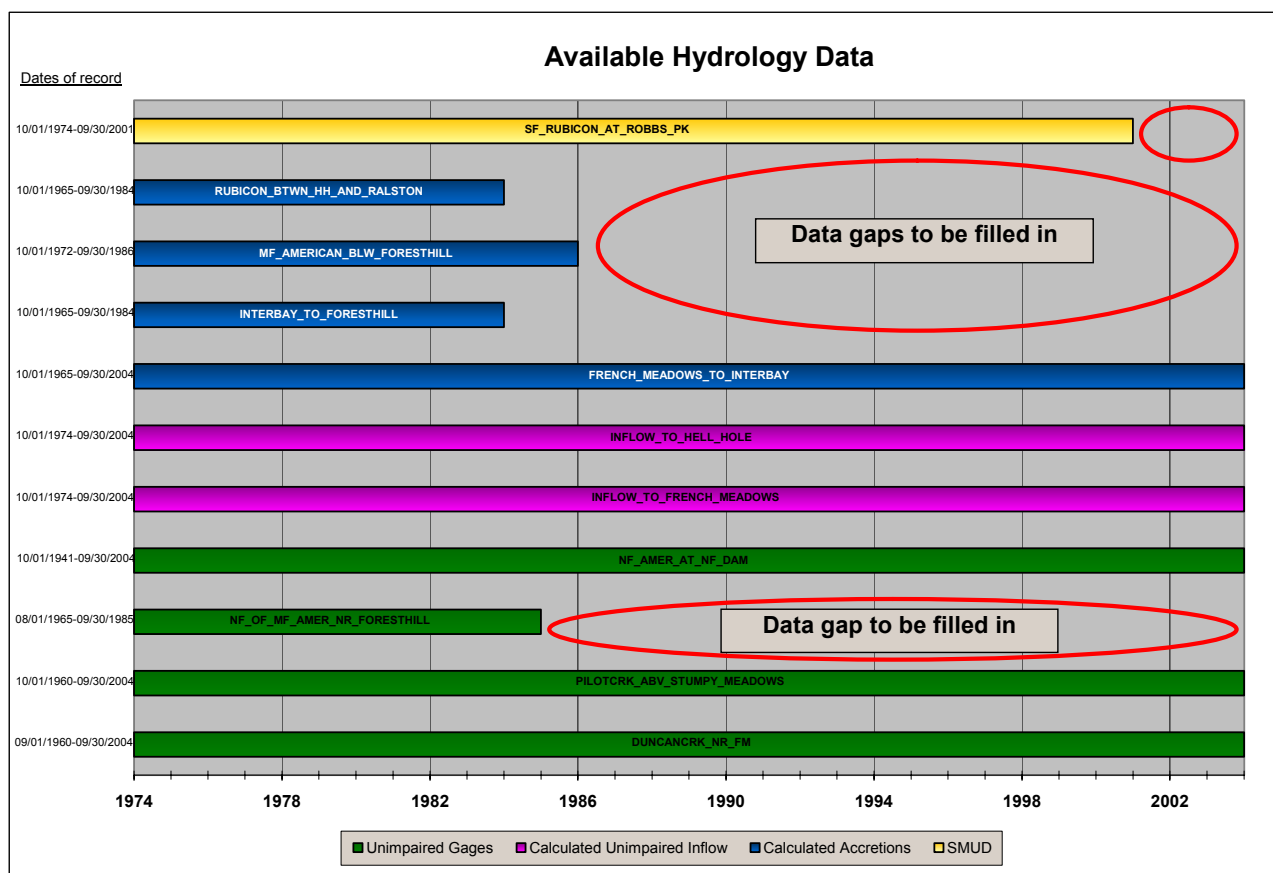 Available Hydrology Data
Dates of record
10/01/1974-09/30/2001
SF_RUBICON_AT_ROBBS_PK
10/01/1965-09/30/1984
RUBICON_BTWN_HH_AND_RALSTON
Data gaps to be filled in
10/01/1972-09/30/1986
MF_AMERICAN_BLW_FORESTHILL
10/01/1965-09/30/1984
INTERBAY_TO_FORESTHILL
10/01/1965-09/30/2004
FRENCH_MEADOWS_TO_INTERBAY
10/01/1974-09/30/2004
INFLOW_TO_HELL_HOLE
10/01/1974-09/30/2004
INFLOW_TO_FRENCH_MEADOWS
10/01/1941-09/30/2004
NF_AMER_AT_NF_DAM
08/01/1965-09/30/1985
NF_OF_MF_AMER_NR_FORESTHILL
Data gap to be filled in
10/01/1960-09/30/2004
PILOTCRK_ABV_STUMPY_MEADOWS
09/01/1960-09/30/2004
DUNCANCRK_NR_FM
1974 1978 1982 1986 1990 1994 1998 2002
Unimpaired Gages Calculated Unimpaired Inflow Calculated Accretions SMUD